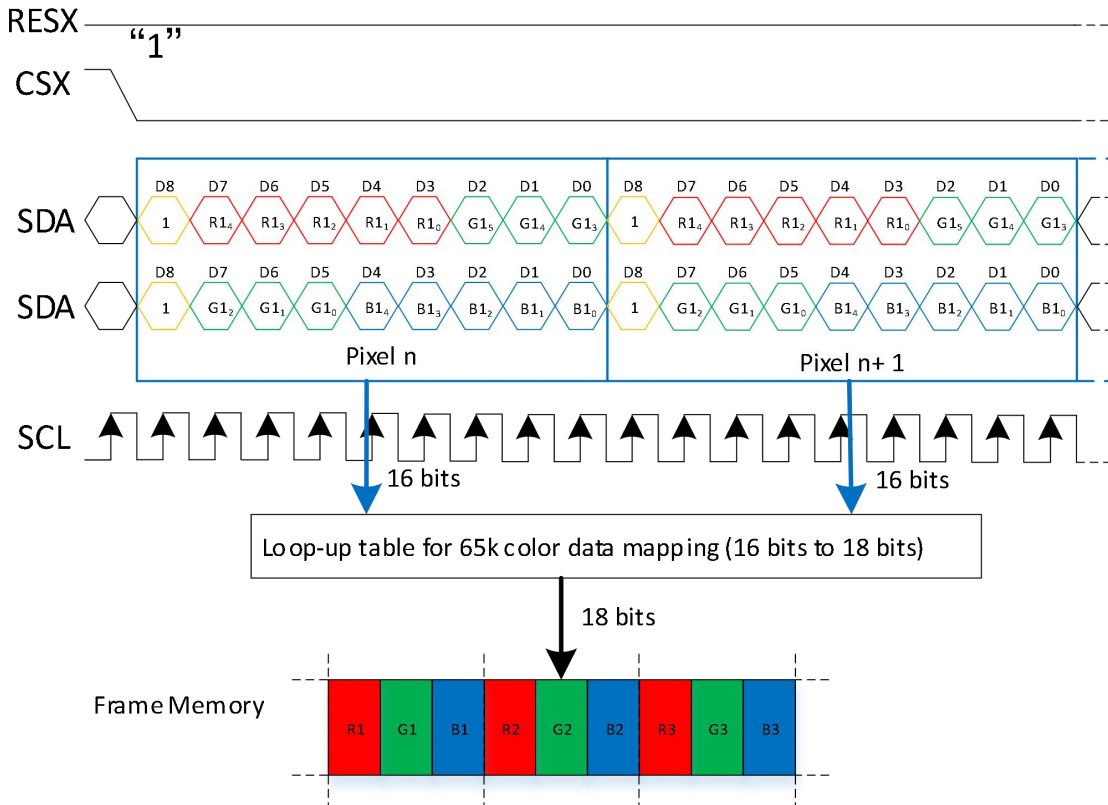 RESX
“1”
CSX
D8 D7 D6 D5 D4 D3 D2 D1 D0 D8 D7 D6 D5 D4 D3 D2 D1 D0
SDA 1 R1₄ R1₃ R1₂ R1₁ R1₀ G1₅ G1₄ G1₃ 1 R1₄ R1₃ R1₂ R1₁ R1₀ G1₅ G1₄ G1₃
D8 D7 D6 D5 D4 D3 D2 D1 D0 D8 D7 D6 D5 D4 D3 D2 D1 D0
SDA 1 G1₂ G1₁ G1₀ B1₄ B1₃ B1₂ B1₁ B1₀ 1 G1₂ G1₁ G1₀ B1₄ B1₃ B1₂ B1₁ B1₀
Pixel n Pixel n+ 1
SCL
16 bits 16 bits
Loop-up table for 65k color data mapping (16 bits to 18 bits)
18 bits
Frame Memory
R1 G1 B1 R2 G2 B2 R3 G3 B3